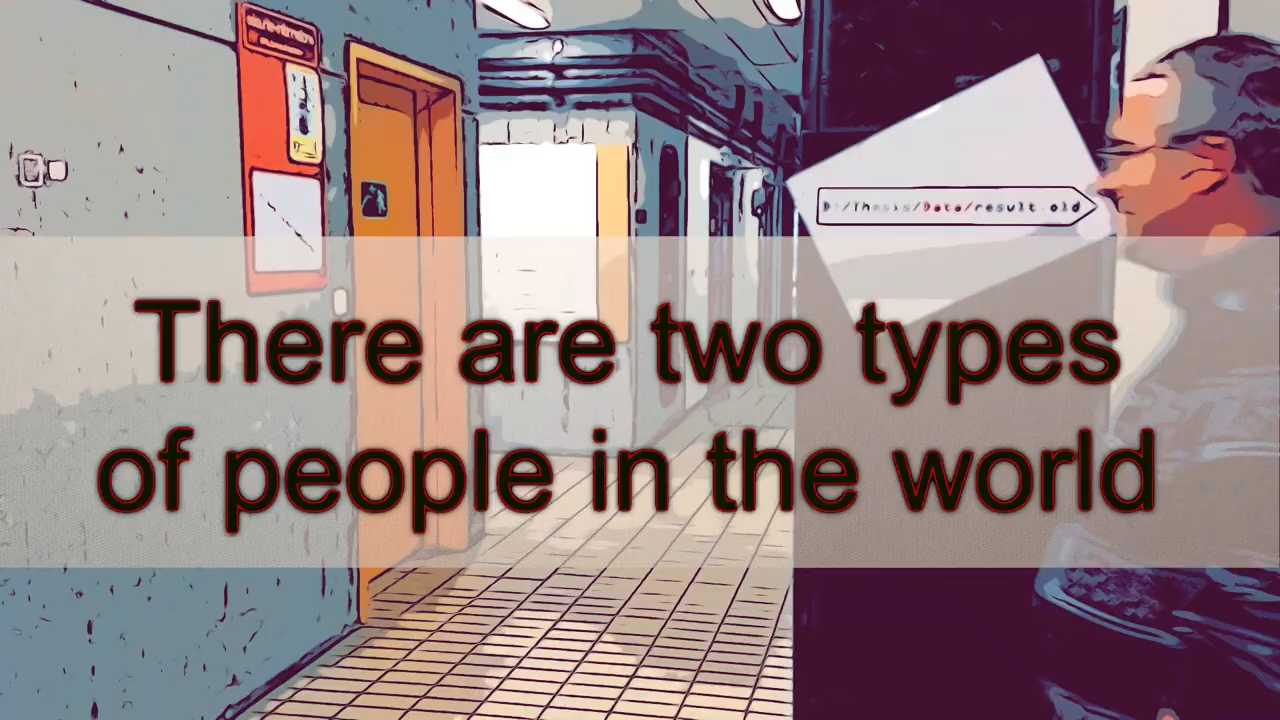 D:/Thesis/Data/result.old
There are two types
of people in the world